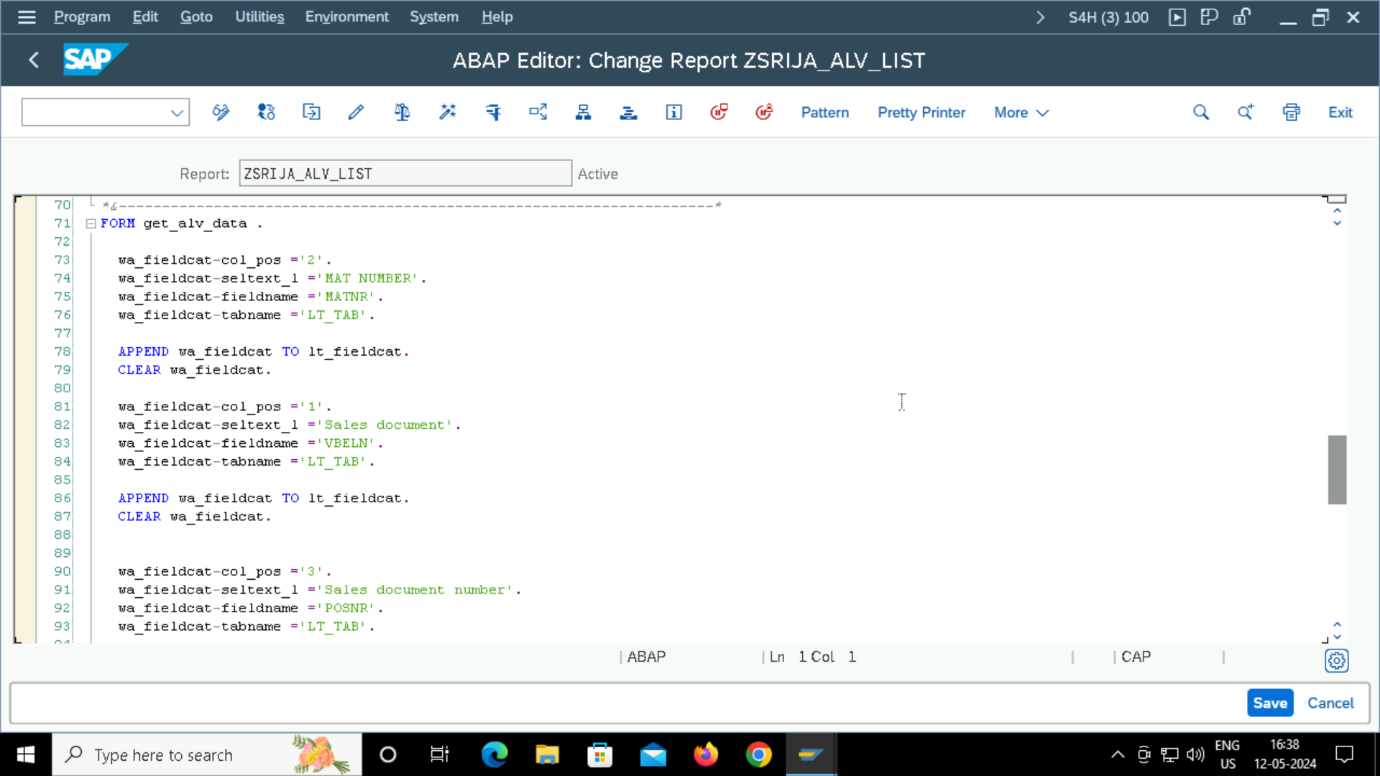 Program Edit Goto Utilities Environment System Help S4H (3) 100
SAP ABAP Editor: Change Report ZSRIJA_ALV_LIST
Pattern Pretty Printer More Exit
Report: ZSRIJA_ALV_LIST Active
70 *&---------------------------------------------------------------------*
71 FORM get_alv_data .
72
73 wa_fieldcat-col_pos ='2'.
74 wa_fieldcat-seltext_l ='MAT NUMBER'.
75 wa_fieldcat-fieldname ='MATNR'.
76 wa_fieldcat-tabname ='LT_TAB'.
77
78 APPEND wa_fieldcat TO lt_fieldcat.
79 CLEAR wa_fieldcat.
80
81 wa_fieldcat-col_pos ='1'.
82 wa_fieldcat-seltext_l ='Sales document'.
83 wa_fieldcat-fieldname ='VBELN'.
84 wa_fieldcat-tabname ='LT_TAB'.
85
86 APPEND wa_fieldcat TO lt_fieldcat.
87 CLEAR wa_fieldcat.
88
89
90 wa_fieldcat-col_pos ='3'.
91 wa_fieldcat-seltext_l ='Sales document number'.
92 wa_fieldcat-fieldname ='POSNR'.
93 wa_fieldcat-tabname ='LT_TAB'.
ABAP Ln 1 Col 1 CAP
Save Cancel
Type here to search
ENG US
16:38
12-05-2024